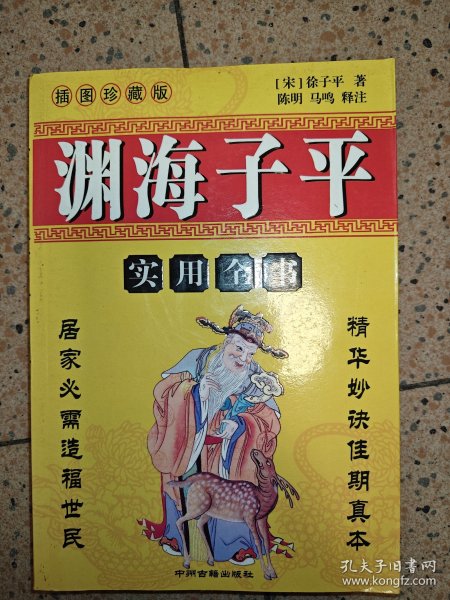 插图珍藏版
[宋]徐子平 著
陈明 马鸣 释注
渊海子平
实用全书
居家必需造福世民
精华妙诀佳期真本
中州古籍出版社
孔夫子旧书网
www.kongfz.com